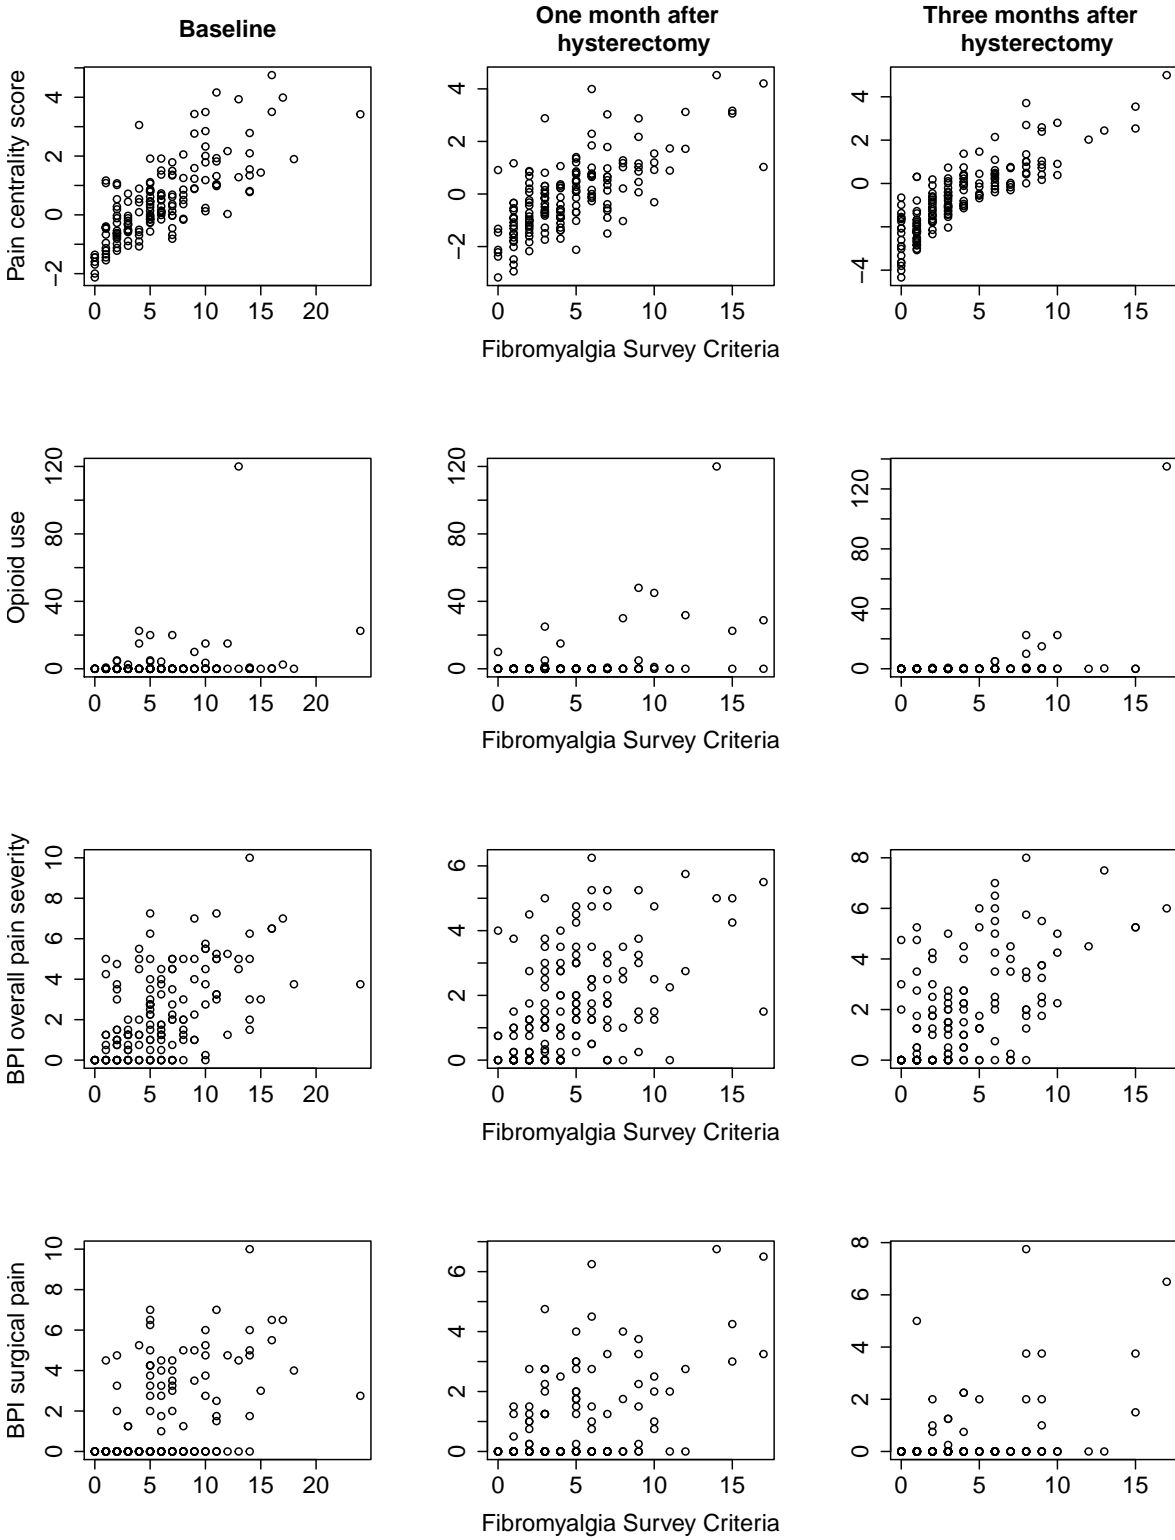 Baseline
One month after
hysterectomy
Three months after
hysterectomy
Pain centrality score
−2 0 2 4
0 5 10 15 20
−2 0 2 4
0 5 10 15
−4 0 2 4
0 5 10 15
Fibromyalgia Survey Criteria
Opioid use
0 40 80 120
0 5 10 15 20
0 40 80 120
0 5 10 15
0 40 80 120
0 5 10 15
Fibromyalgia Survey Criteria
BPI overall pain severity
0 2 4 6 8 10
0 5 10 15 20
0 2 4 6
0 5 10 15
0 2 4 6 8
0 5 10 15
Fibromyalgia Survey Criteria
BPI surgical pain
0 2 4 6 8 10
0 5 10 15 20
0 2 4 6
0 5 10 15
0 2 4 6 8
0 5 10 15
Fibromyalgia Survey Criteria